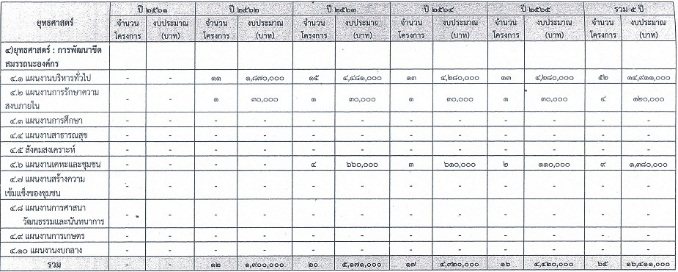 ยุทธศาสตร์ ปี ๒๕๖๑ ปี ๒๕๖๒ ปี ๒๕๖๓ ปี ๒๕๖๔ ปี ๒๕๖๕ รวม ๕ ปี
จำนวน งบประมาณ จำนวน งบประมาณ จำนวน งบประมาณ จำนวน งบประมาณ จำนวน งบประมาณ จำนวน งบประมาณ
โครงการ (บาท) โครงการ (บาท) โครงการ (บาท) โครงการ (บาท) โครงการ (บาท) โครงการ (บาท)
๔)ยุทธศาสตร์ : การพัฒนาขีด
สมรรถนะองค์กร
๔.๑ แผนงานบริหารทั่วไป - - ๑๑ ๑,๘๗๐,๐๐๐ ๑๕ ๔,๔๘๑,๐๐๐ ๑๓ ๔,๒๘๐,๐๐๐ ๑๓ ๔,๒๘๐,๐๐๐ ๕๒ ๑๔,๙๑๑,๐๐๐
๔.๒ แผนงานการรักษาความ - - ๑ ๓๐,๐๐๐ ๑ ๓๐,๐๐๐ ๑ ๓๐,๐๐๐ ๑ ๓๐,๐๐๐ ๔ ๑๒๐,๐๐๐
สงบภายใน
๔.๓ แผนงานการศึกษา - - - - - - - - - - - -
๔.๔ แผนงานสาธารณสุข - - - - - - - - - - - -
๔.๕ สังคมสงเคราะห์ - - - - - - - - - - - -
๔.๖ แผนงานเคหะและชุมชน - - - - ๔ ๖๖๐,๐๐๐ ๓ ๖๑๐,๐๐๐ ๒ ๑๑๐,๐๐๐ ๙ ๑,๓๘๐,๐๐๐
๔.๗ แผนงานสร้างความ - - - - - - - - - - - -
เข้มแข็งของชุมชน
๔.๘ แผนงานการศาสนา - - - - - - - - - - - -
วัฒนธรรมและนันทนาการ
๔.๙ แผนงานการเกษตร - - - - - - - - - - - -
๔.๑๐ แผนงานงบกลาง - - - - - - - - - - - -
รวม - - ๑๒ ๑,๙๐๐,๐๐๐ ๒๐ ๕,๑๗๑,๐๐๐ ๑๗ ๔,๙๒๐,๐๐๐ ๑๖ ๔,๔๒๐,๐๐๐ ๖๕ ๑๖,๔๑๑,๐๐๐